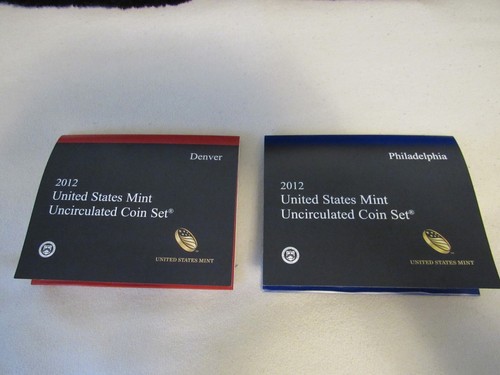 Denver
2012
United States Mint
Uncirculated Coin Set®
UNITED STATES MINT
Philadelphia
2012
United States Mint
Uncirculated Coin Set®
UNITED STATES MINT